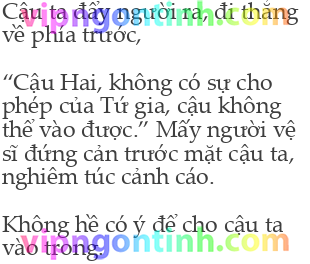 Cậu ta đẩy người ra, đi thẳng
về phía trước,
“Cậu Hai, không có sự cho
phép của Tứ gia, cậu không
thể vào được.” Mấy người vệ
sĩ đứng cản trước mặt cậu ta,
nghiêm túc cảnh cáo.
Không hề có ý để cho cậu ta
vào trong.
vipngontinh.com
vipngontinh.com